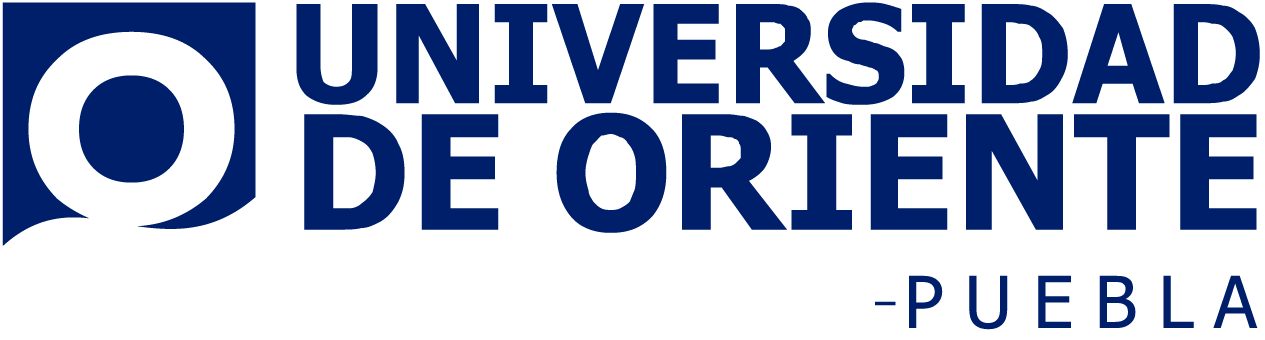 UNIVERSIDAD
DE ORIENTE
-PUEBLA